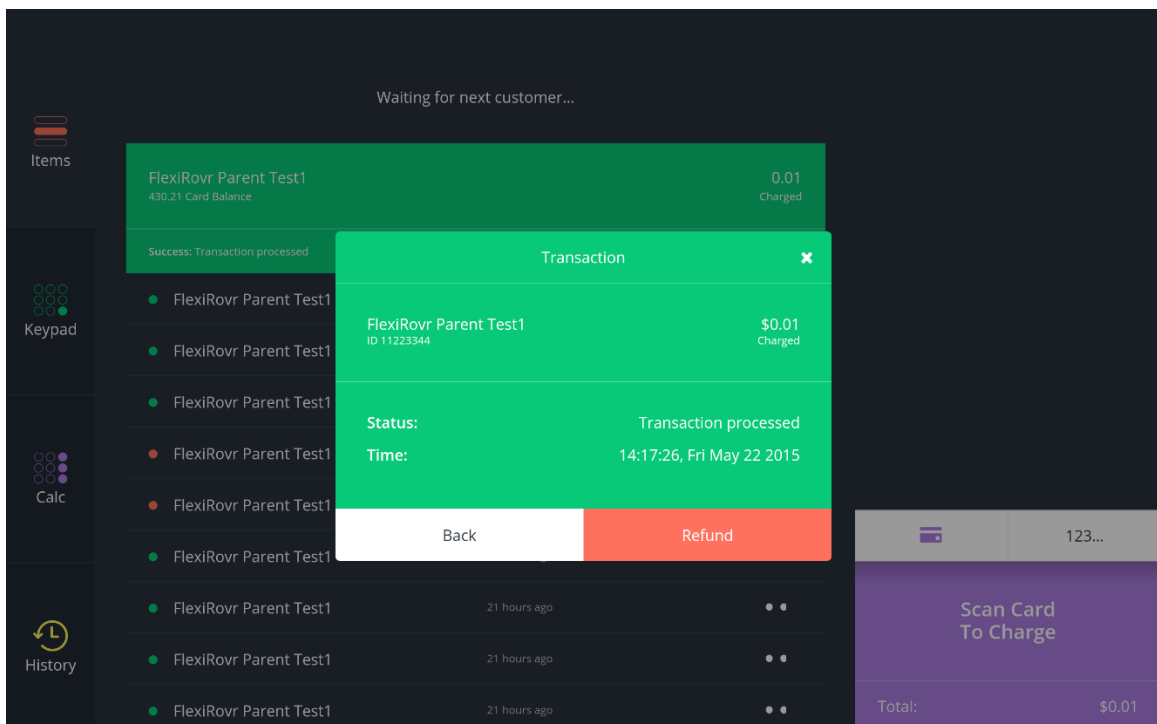 Waiting for next customer...
Items
FlexiRovr Parent Test1
0.01
430.21 Card Balance
Charged
Success: Transaction processed
Transaction
FlexiRovr Parent Test1
Keypad
FlexiRovr Parent Test1
$0.01
ID 11223344
Charged
FlexiRovr Parent Test1
FlexiRovr Parent Test1
Status:
Transaction processed
FlexiRovr Parent Test1
Time:
14:17:26, Fri May 22 2015
Calc
FlexiRovr Parent Test1
Back
Refund
123...
FlexiRovr Parent Test1
FlexiRovr Parent Test1
21 hours ago
Scan Card
To Charge
History
FlexiRovr Parent Test1
21 hours ago
FlexiRovr Parent Test1
21 hours ago
Total:
$0.01